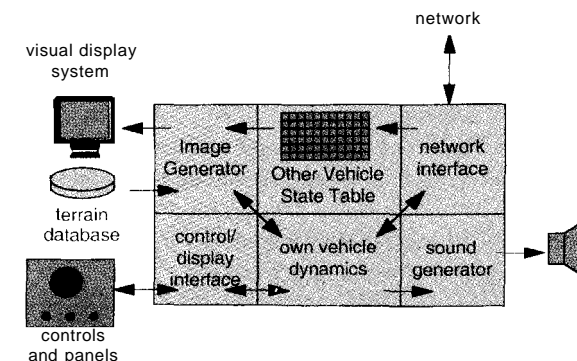 network
visual display
system
Image
Generator
Other Vehicle
State Table
network
interface
terrain
database
control/
display
interface
own vehicle
dynamics
sound
generator
controls
and panels